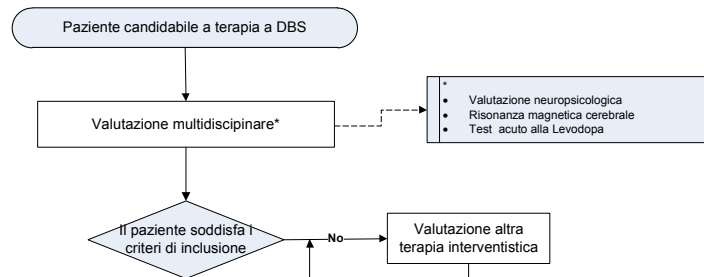 Paziente candidabile a terapia a DBS
*
Valutazione multidiscipinare*
• Valutazione neuropsicologica
• Risonanza magnetica cerebrale
• Test acuto alla Levodopa
Il paziente soddisfa i
criteri di inclusione
No
Valutazione altra
terapia interventistica